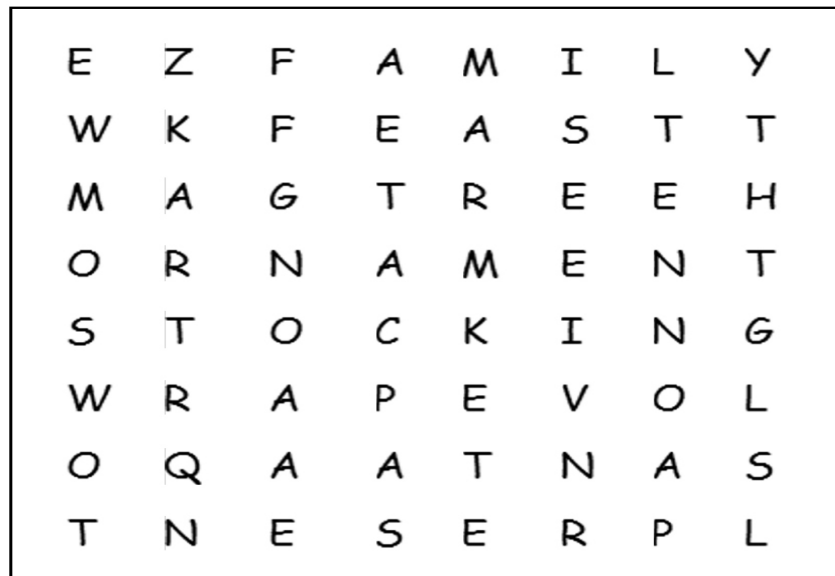 E Z F A M I L Y
W K F E A S T T
M A G T R E E H
O R N A M E N T
S T O C K I N G
W R A P E V O L
O Q A A T N A S
T N E S E R P L